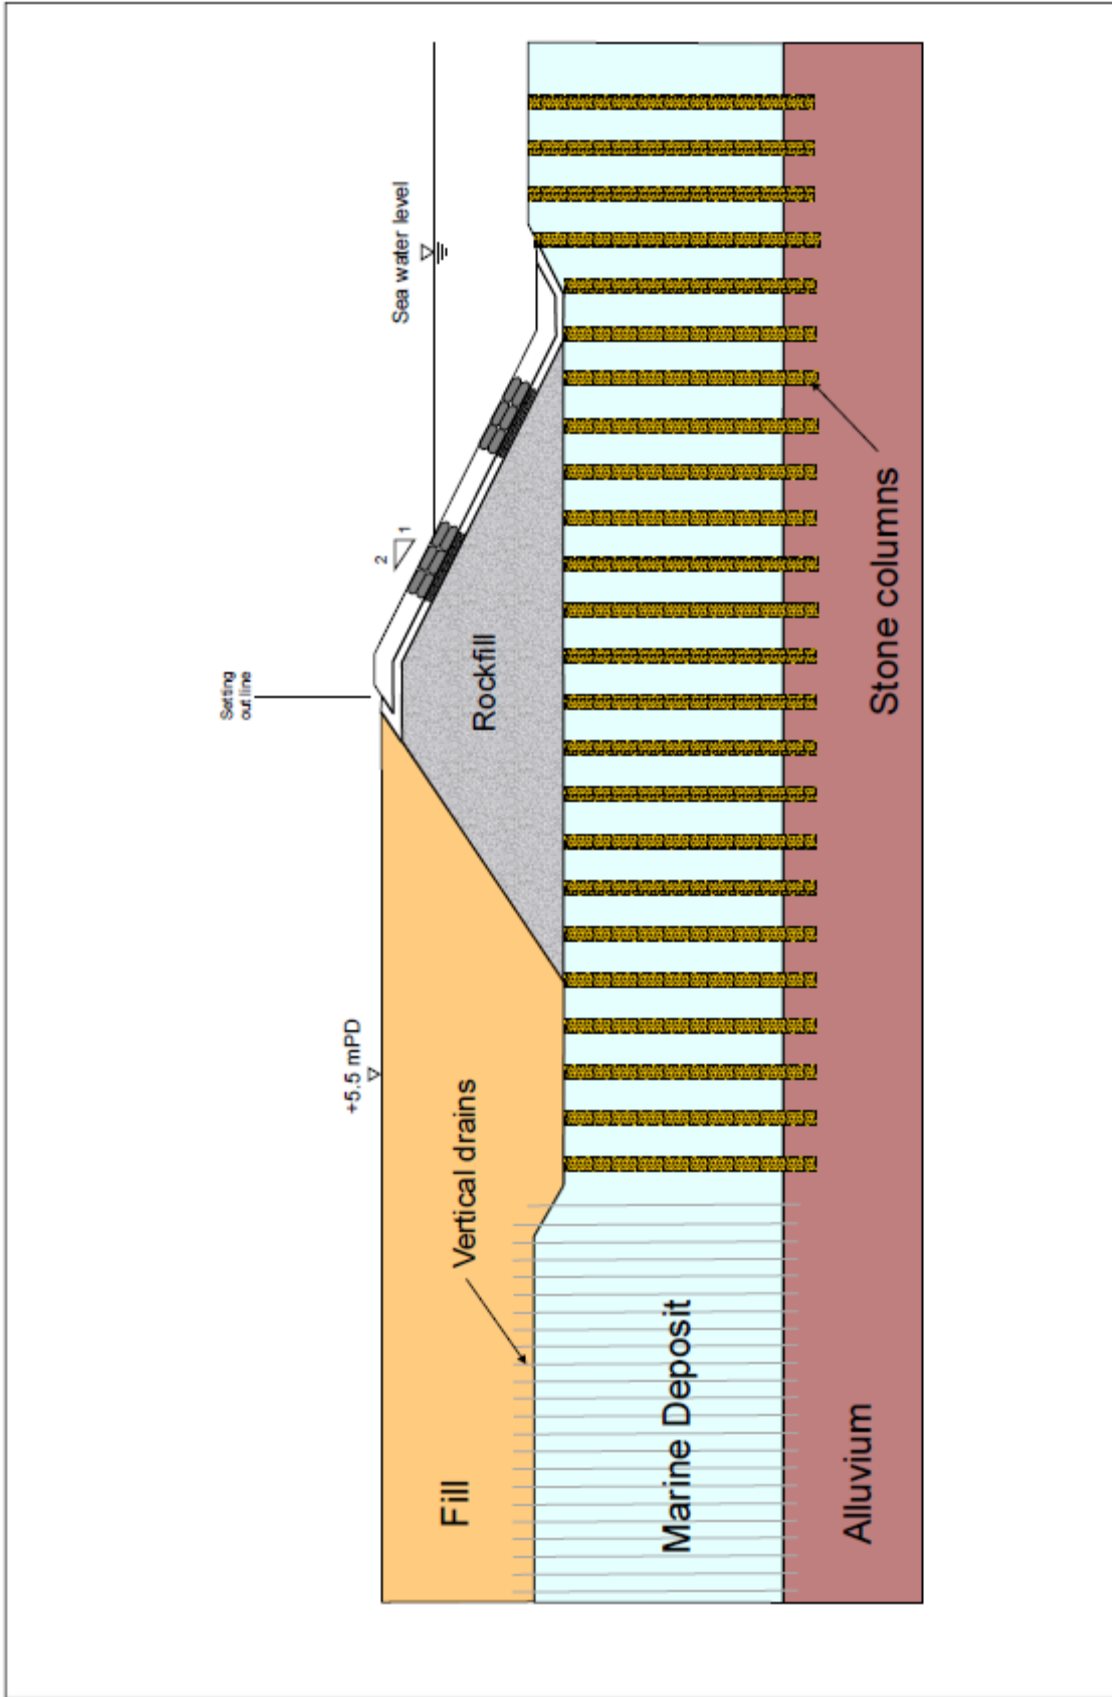 Setting
out line
Sea water level
+5.5 mPD
2
1
Fill
Vertical drains
Rockfill
Marine Deposit
Alluvium
Stone columns